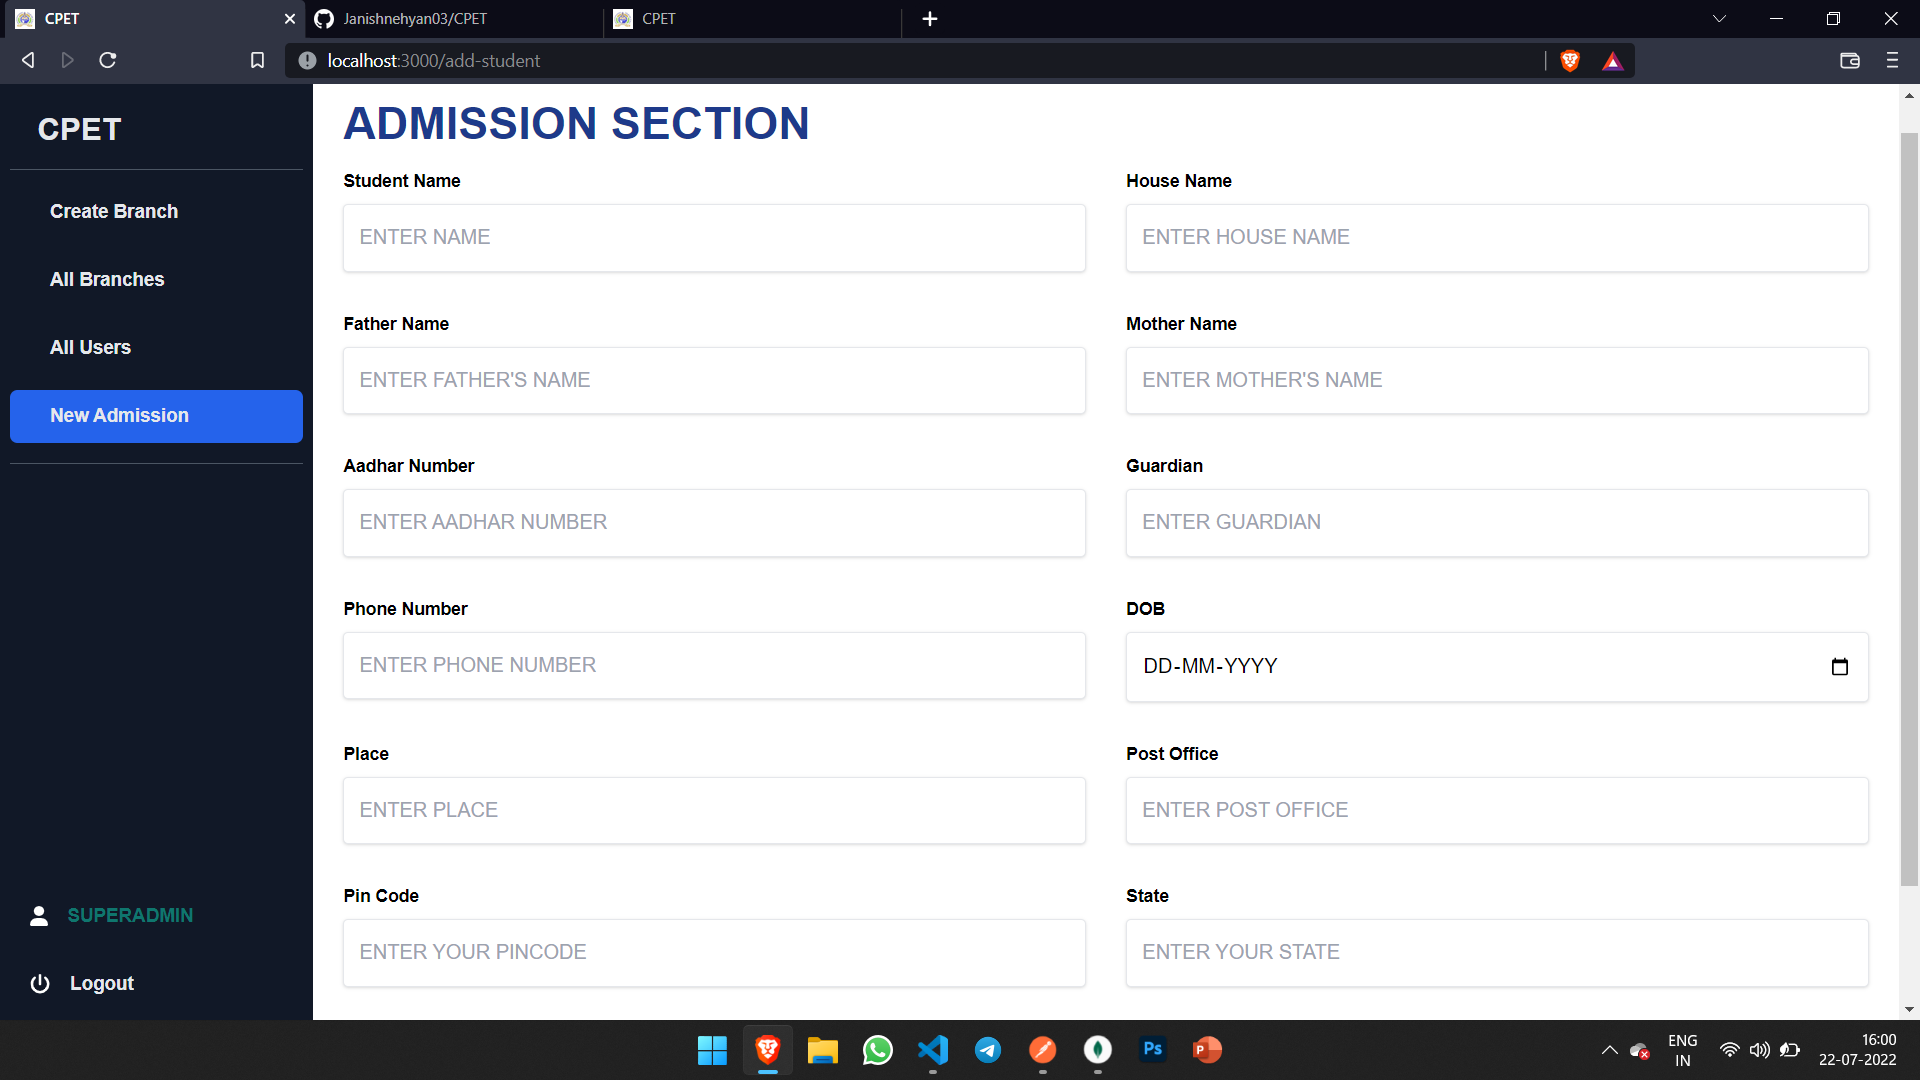 CPET
Janishnehyan03/CPET
CPET
localhost:3000/add-student
CPET
Create Branch
All Branches
All Users
New Admission
SUPERADMIN
Logout
ADMISSION SECTION
Student Name
House Name
ENTER NAME
ENTER HOUSE NAME
Father Name
Mother Name
ENTER FATHER'S NAME
ENTER MOTHER'S NAME
Aadhar Number
Guardian
ENTER AADHAR NUMBER
ENTER GUARDIAN
Phone Number
DOB
ENTER PHONE NUMBER
DD-MM-YYYY
Place
Post Office
ENTER PLACE
ENTER POST OFFICE
Pin Code
State
ENTER YOUR PINCODE
ENTER YOUR STATE
Ps
P
ENG
IN
16:00
22-07-2022